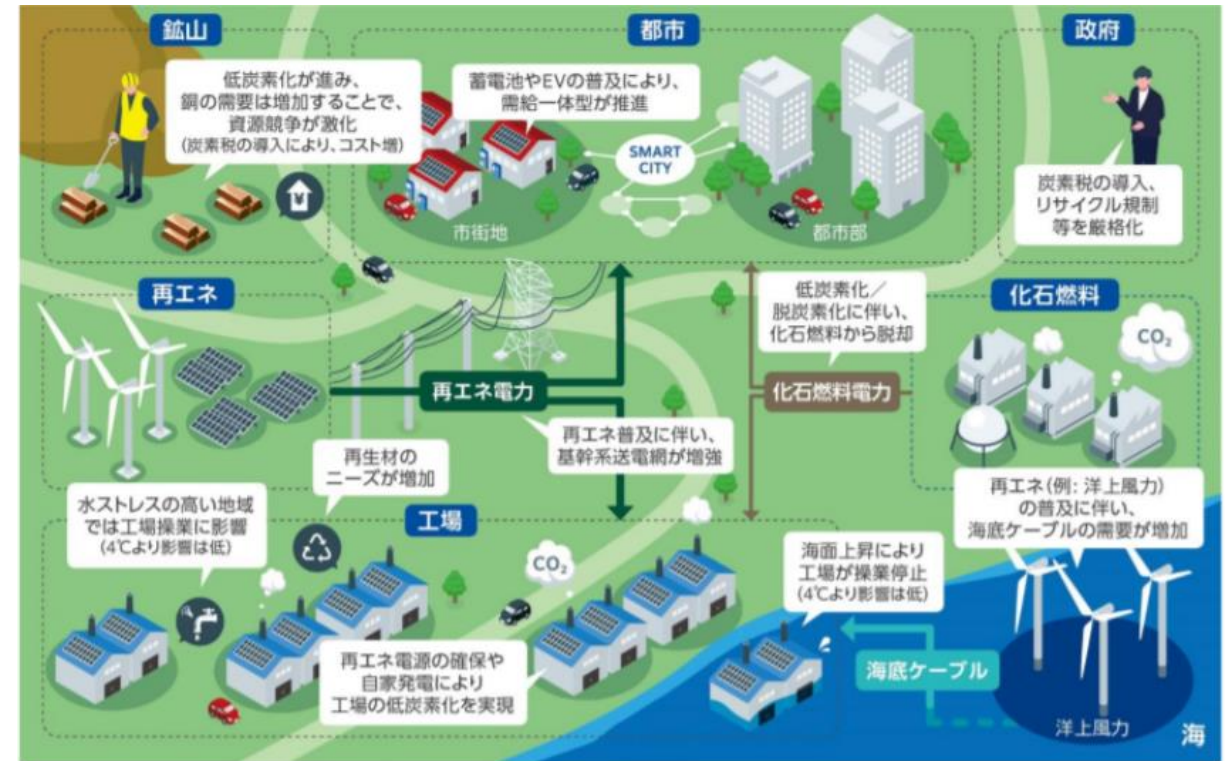 鉱山
低炭素化が進み、
銅の需要は増加することで、
資源競争が激化
(炭素税の導入により、コスト増)
¥
都市
蓄電池やEVの普及により、
需給一体型が推進
SMART
CITY
市街地
都市部
政府
炭素税の導入、
リサイクル規制
等を厳格化
再エネ
再エネ電力
再エネ普及に伴い、
基幹系送電網が増強
低炭素化／
脱炭素化に伴い、
化石燃料から脱却
化石燃料電力
化石燃料
CO₂
再生材の
ニーズが増加
水ストレスの高い地域
では工場操業に影響
(4℃より影響は低)
工場
CO₂
再エネ電源の確保や
自家発電により
工場の低炭素化を実現
海面上昇により
工場が操業停止
(4℃より影響は低)
再エネ(例: 洋上風力)
の普及に伴い、
海底ケーブルの需要が増加
海底ケーブル
洋上風力
海